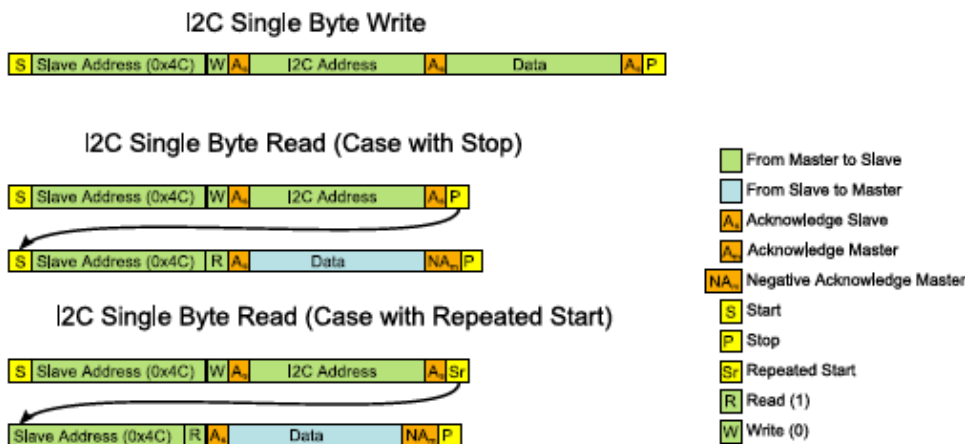 I2C Single Byte Write
S Slave Address (0x4C) W As I2C Address As Data As P
I2C Single Byte Read (Case with Stop)
S Slave Address (0x4C) W As I2C Address As P
S Slave Address (0x4C) R As Data NAm P
I2C Single Byte Read (Case with Repeated Start)
S Slave Address (0x4C) W As I2C Address As Sr
Slave Address (0x4C) R As Data NAm P
From Master to Slave
From Slave to Master
As Acknowledge Slave
Am Acknowledge Master
NAm Negative Acknowledge Master
S Start
P Stop
Sr Repeated Start
R Read (1)
W Write (0)